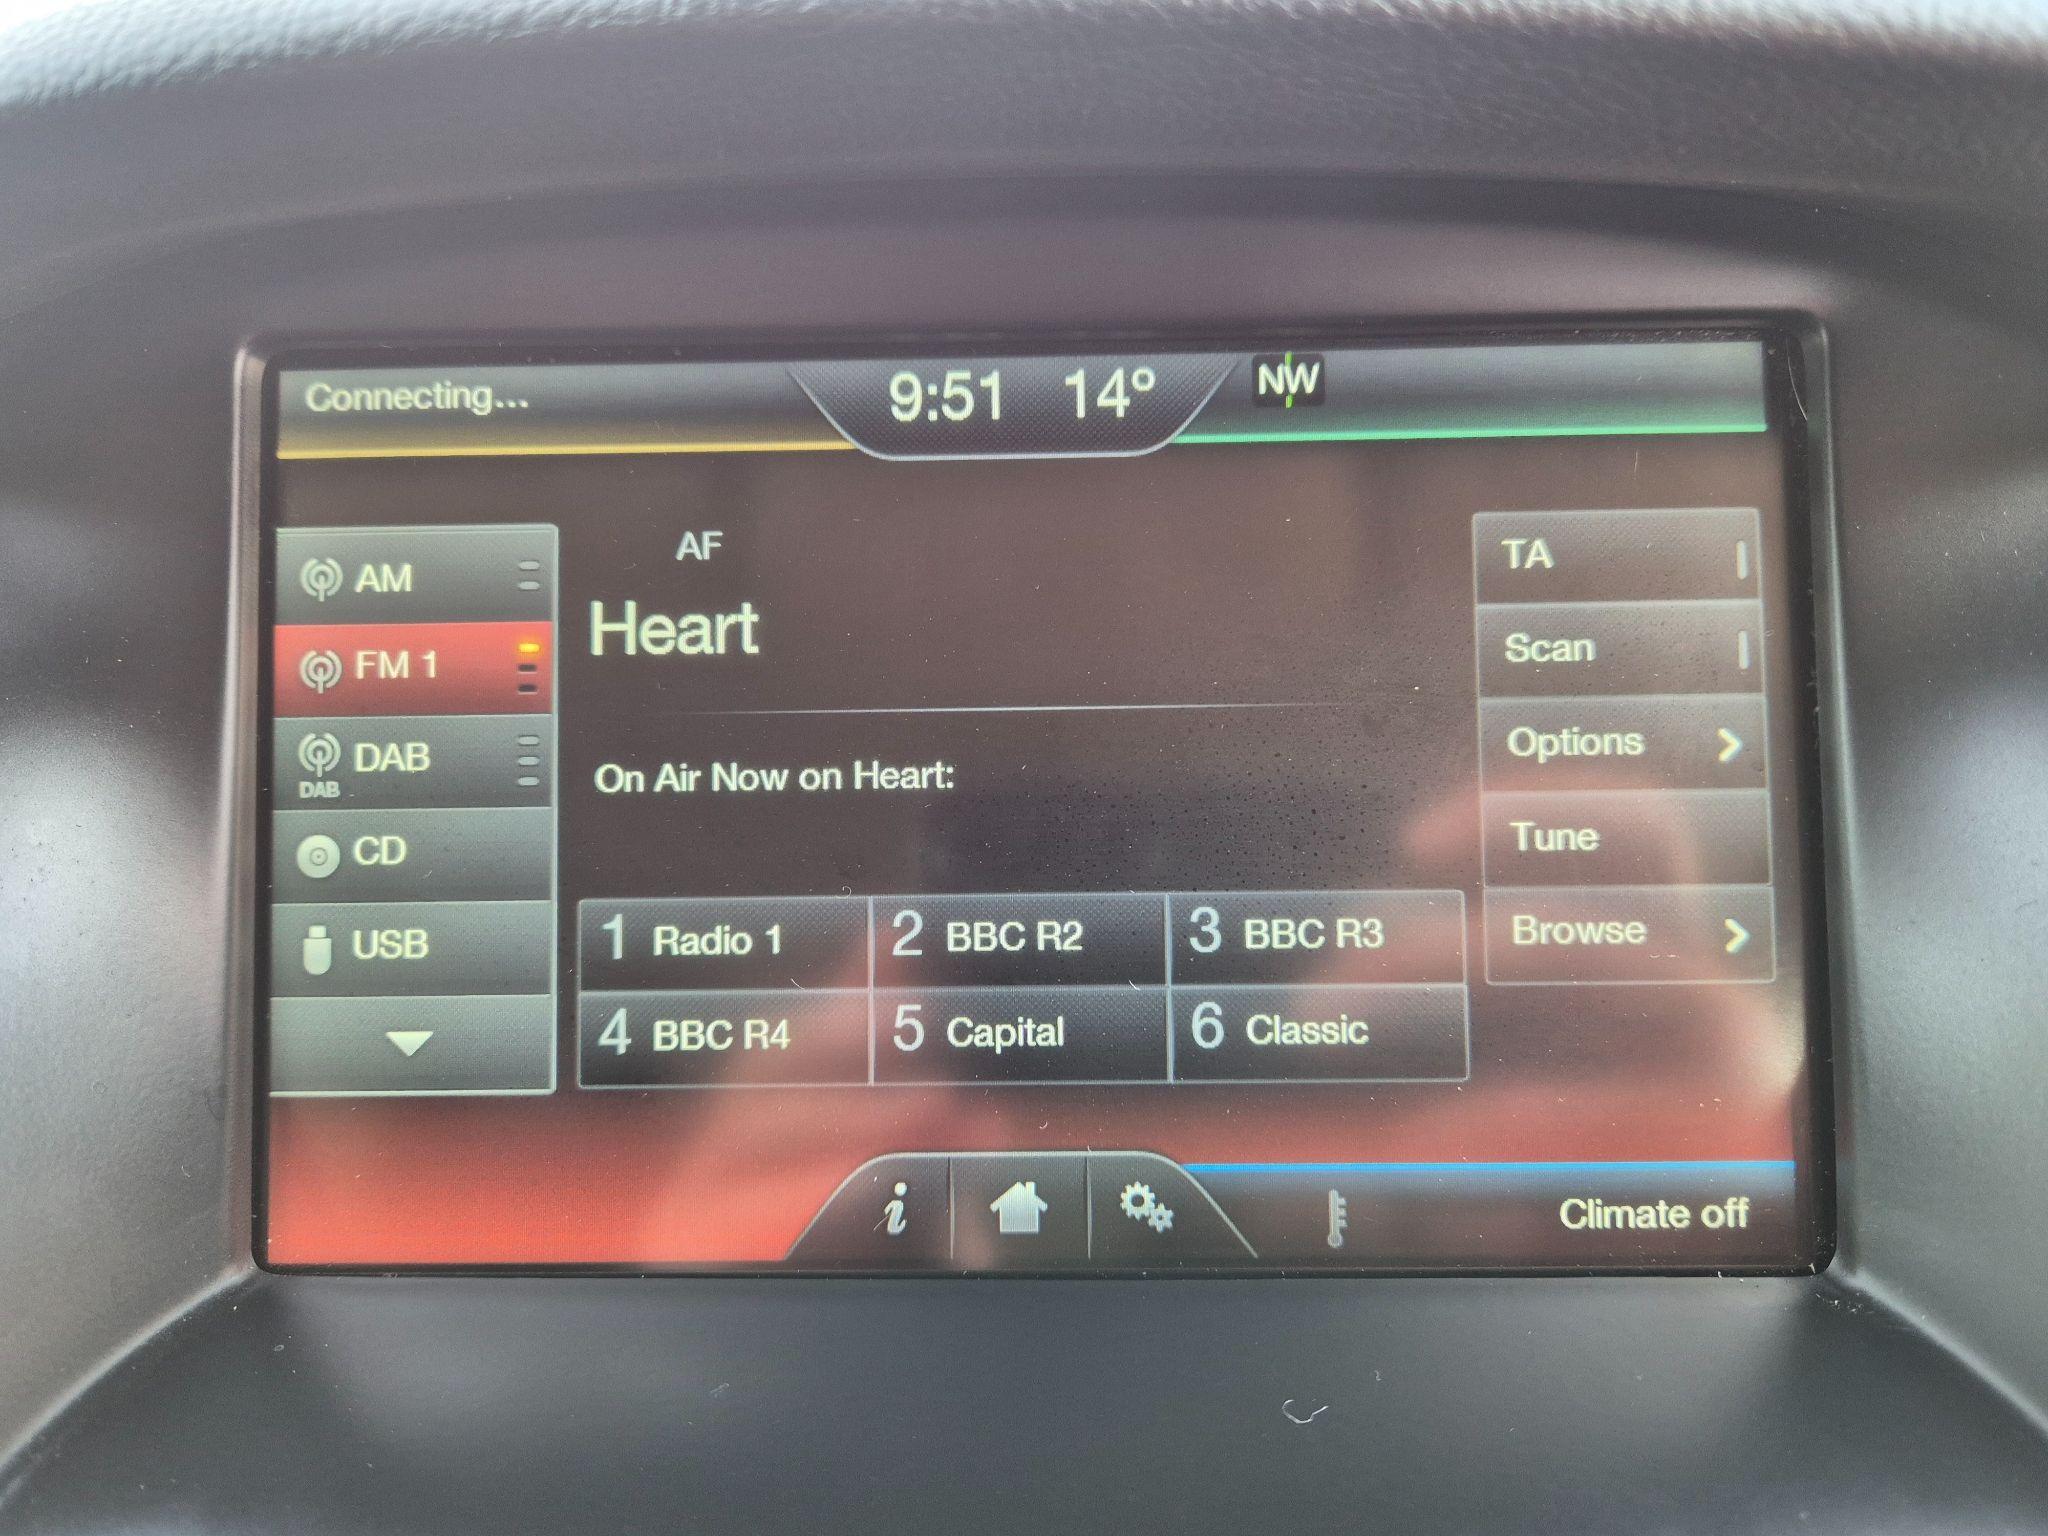 Connecting...
9:51 14°
NW
AM
FM 1
DAB
DAB
CD
USB
AF
Heart
On Air Now on Heart:
1 Radio 1
2 BBC R2
3 BBC R3
4 BBC R4
5 Capital
6 Classic
TA
Scan
Options
Tune
Browse
i
Climate off